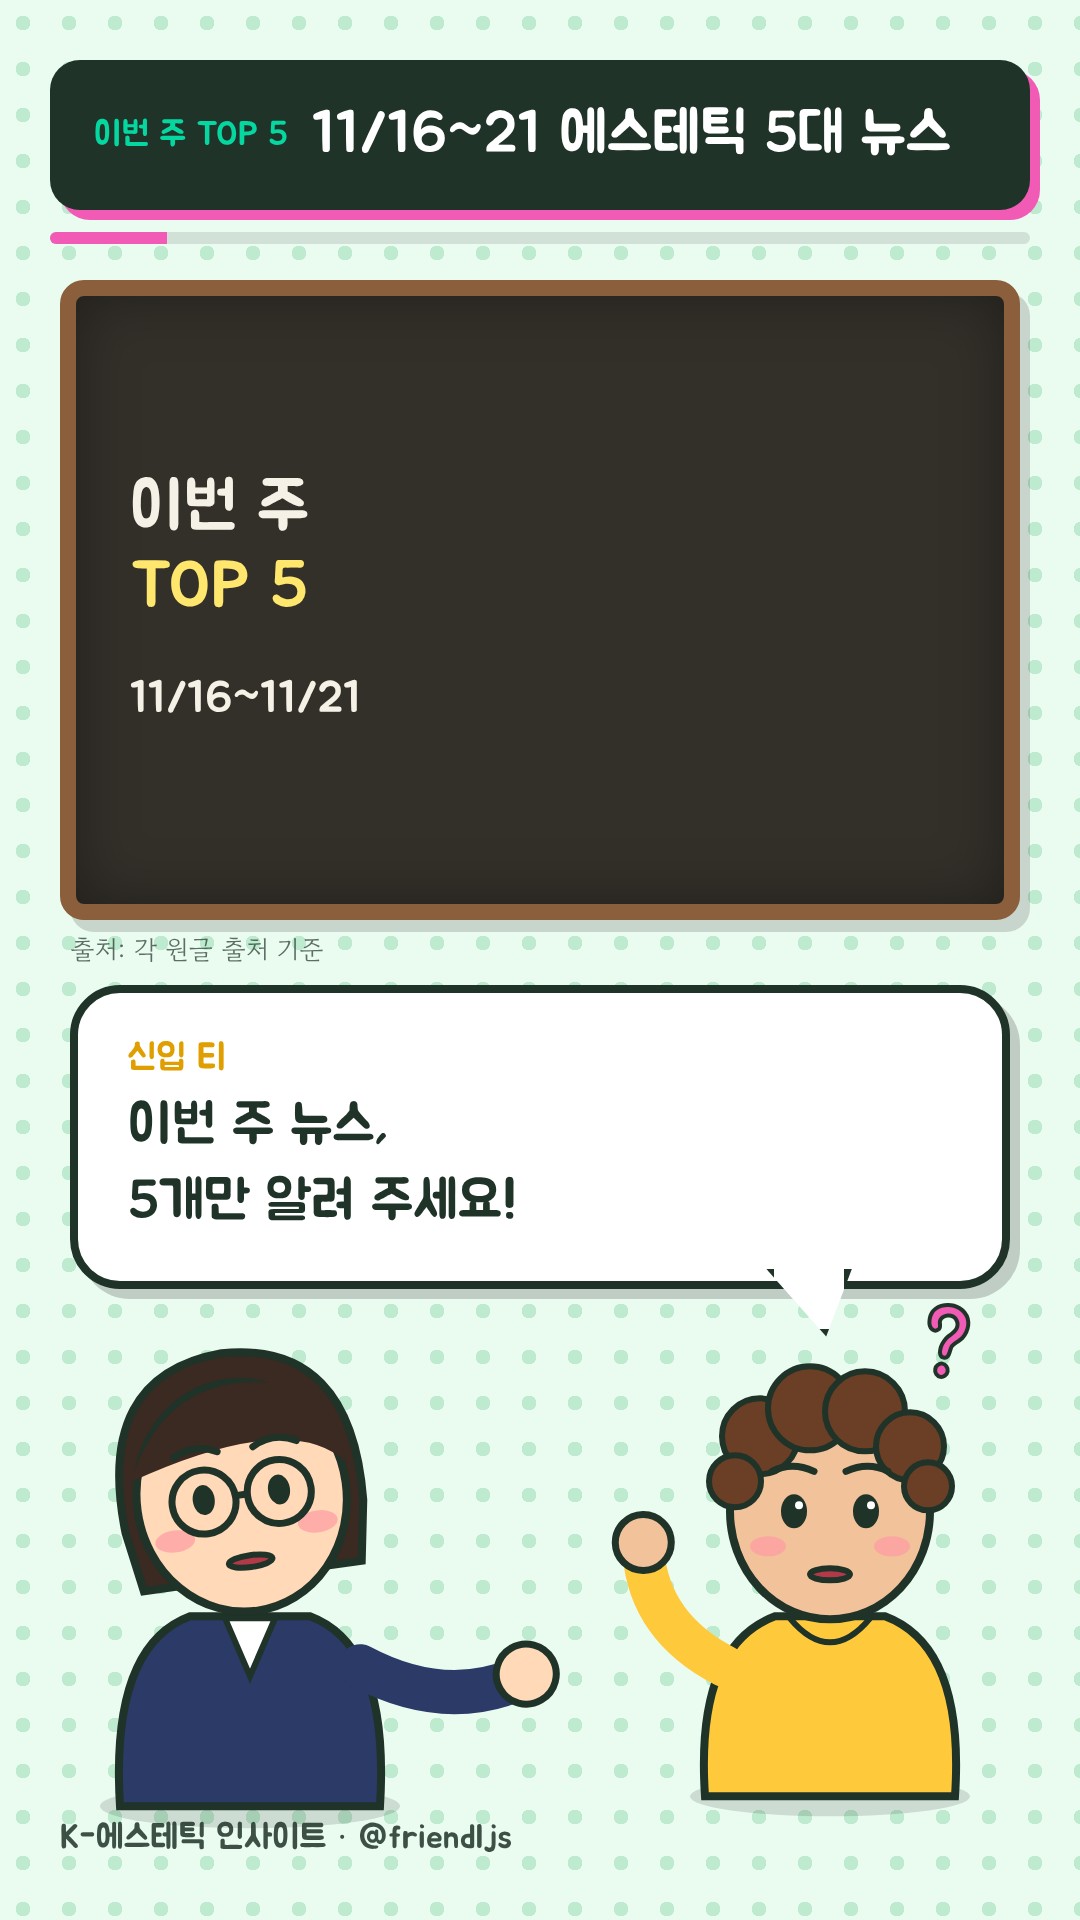 이번 주 TOP 5 11/16~21 에스테틱 5대 뉴스
이번 주
TOP 5
11/16~11/21
출처: 각 원글 출처 기준
신입 티
이번 주 뉴스,
5개만 알려 주세요!
?
K-에스테틱 인사이트 · @friendljs